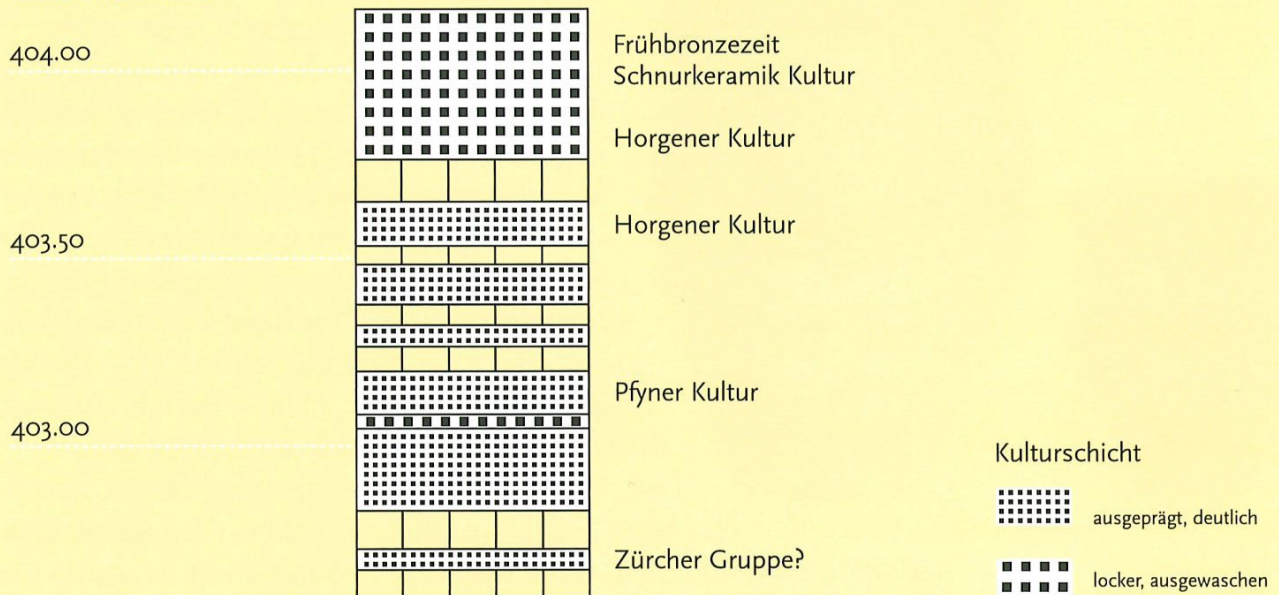 404.00
Frühbronzezeit
Schnurkeramik Kultur
Horgener Kultur
Horgener Kultur
403.50
Pfyner Kultur
403.00
Kulturschicht
ausgeprägt, deutlich
Zürcher Gruppe?
locker, ausgewaschen